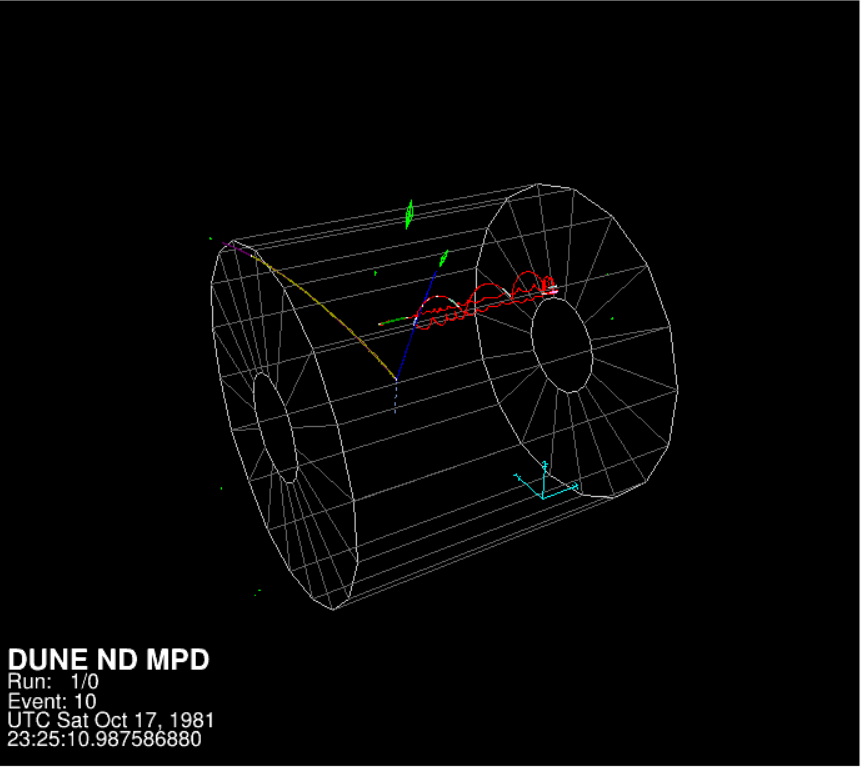 DUNE ND MPD
Run: 1/0
Event: 10
UTC Sat Oct 17, 1981
23:25:10.987586880